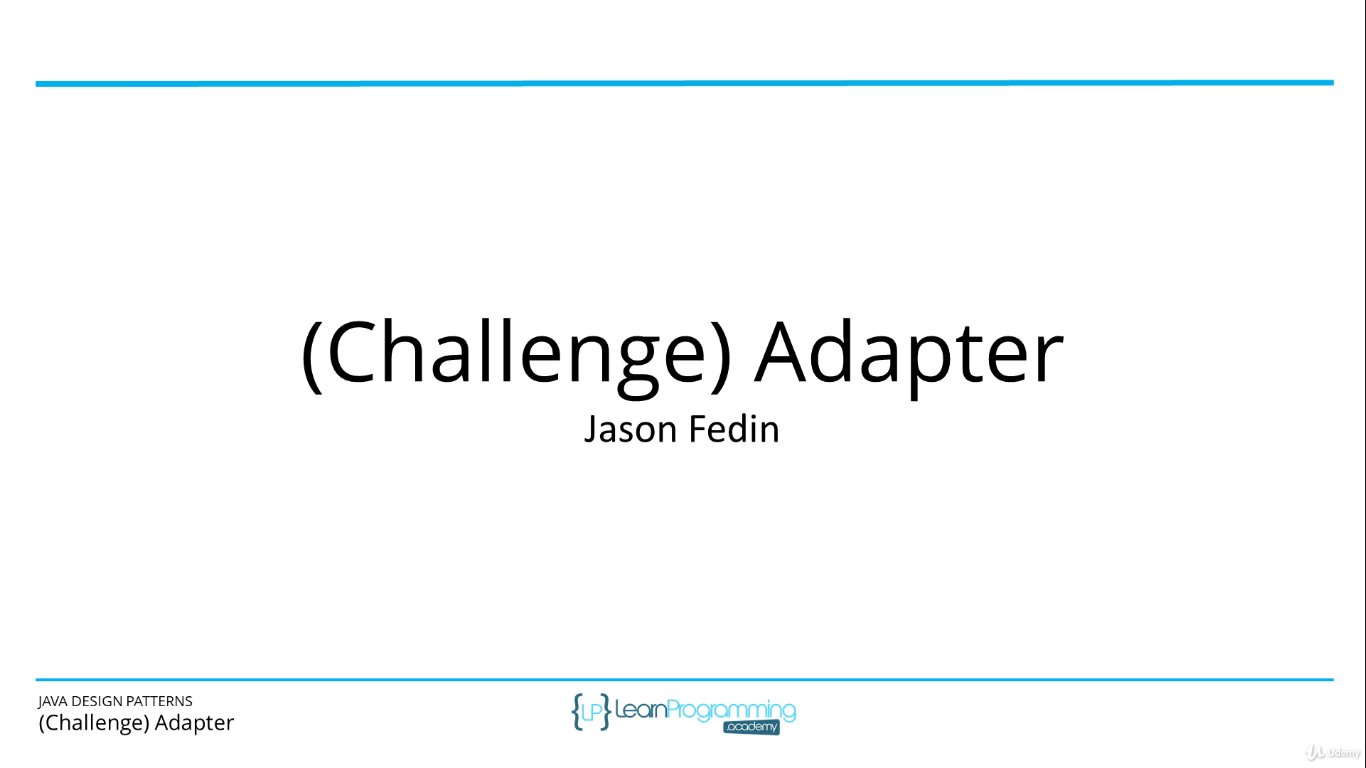 (Challenge) Adapter
Jason Fedin
JAVA DESIGN PATTERNS
(Challenge) Adapter
{LP} LearnProgramming
.academy
Udemy